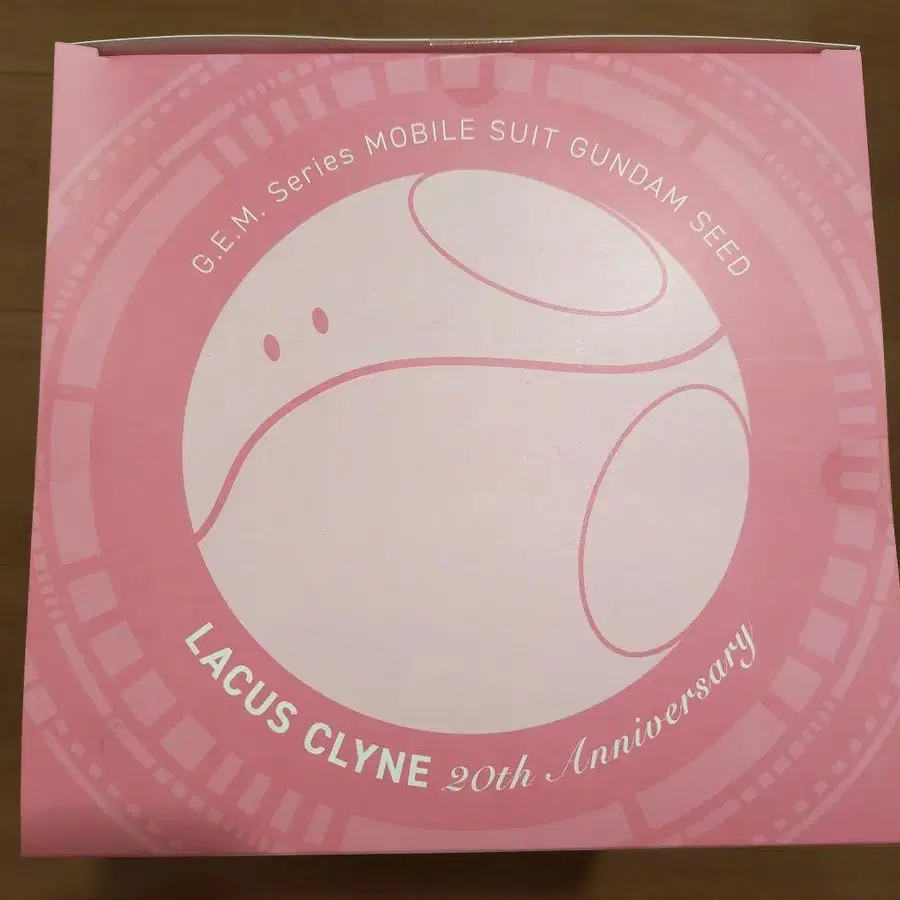 G.E.M. Series MOBILE SUIT GUNDAM SEED
LACUS CLYNE 20th Anniversary